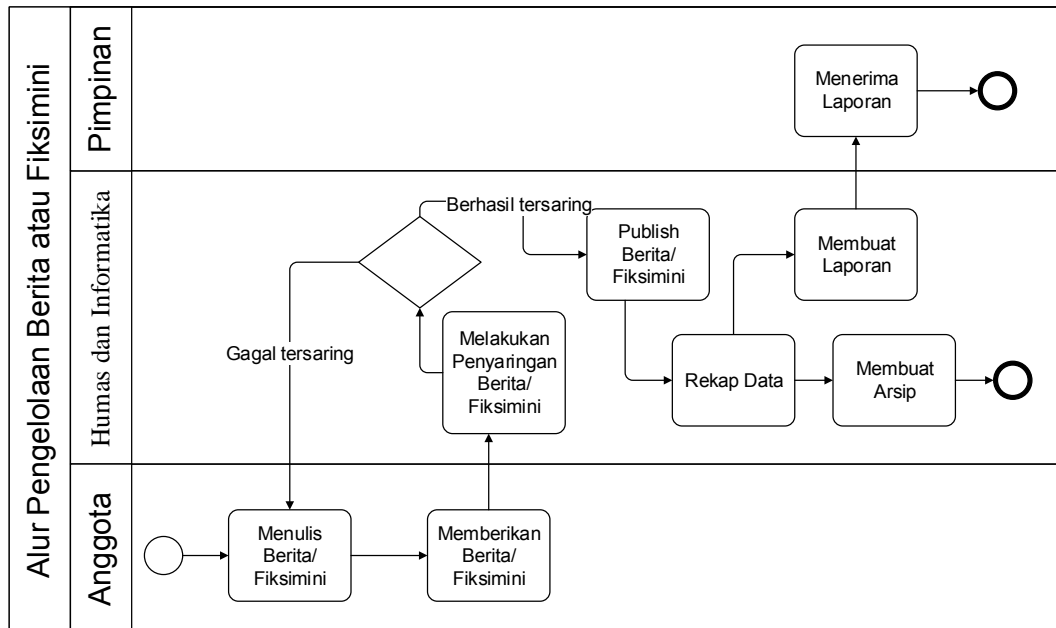 Alur Pengelolaan Berita atau Fiksimini
Pimpinan
Menerima
Laporan
Humas dan Informatika
Berhasil tersaring
Publish
Berita/
Fiksimini
Membuat
Laporan
Gagal tersaring
Melakukan
Penyaringan
Berita/
Fiksimini
Rekap Data
Membuat
Arsip
Anggota
Menulis
Berita/
Fiksimini
Memberikan
Berita/
Fiksimini